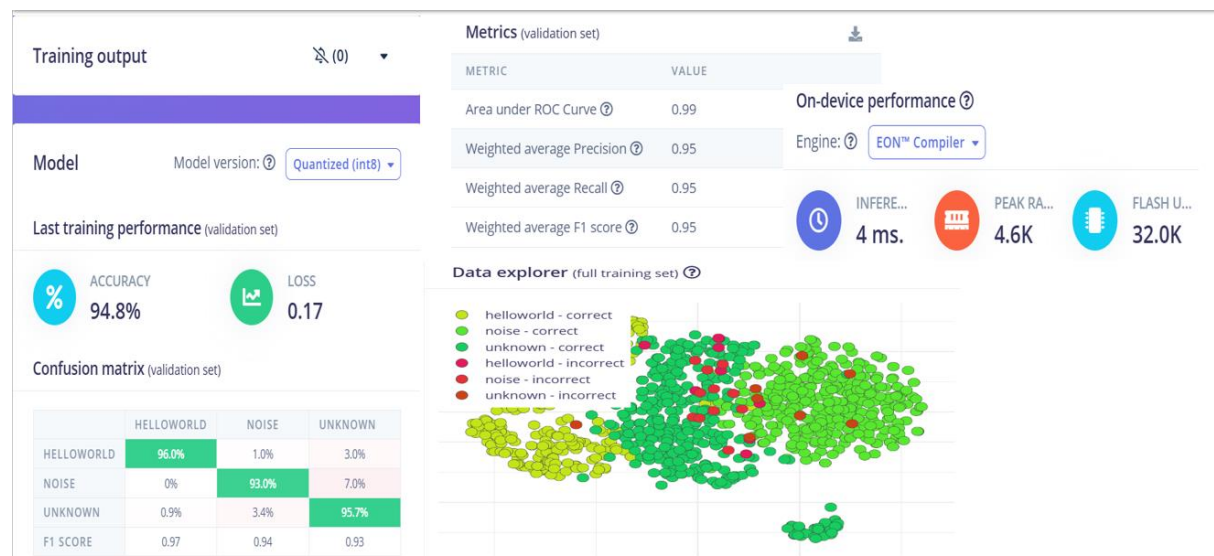 Training output
(0)
Model
Model version:
Quantized (int8)
Last training performance (validation set)
ACCURACY
94.8%
LOSS
0.17
Confusion matrix (validation set)
HELLOWORLD NOISE UNKNOWN
HELLOWORLD 96.0% 1.0% 3.0%
NOISE 0% 93.0% 7.0%
UNKNOWN 0.9% 3.4% 95.7%
F1 SCORE 0.97 0.94 0.93
Metrics (validation set)
METRIC VALUE
Area under ROC Curve ? 0.99
Weighted average Precision ? 0.95
Weighted average Recall ? 0.95
Weighted average F1 score ? 0.95
On-device performance ?
Engine: ? EON™ Compiler
INFERE...
4 ms.
PEAK RA...
4.6K
FLASH U...
32.0K
Data explorer (full training set) ?
helloworld - correct
noise - correct
unknown - correct
helloworld - incorrect
noise - incorrect
unknown - incorrect